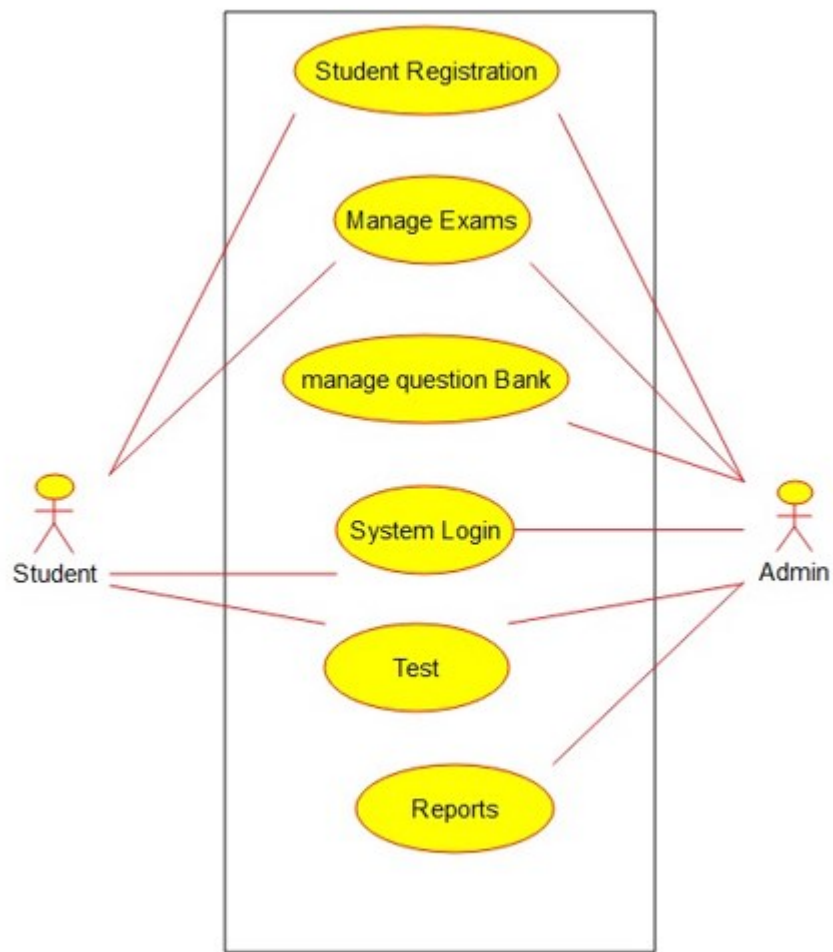 Student Registration
Manage Exams
manage question Bank
System Login
Student
Admin
Test
Reports